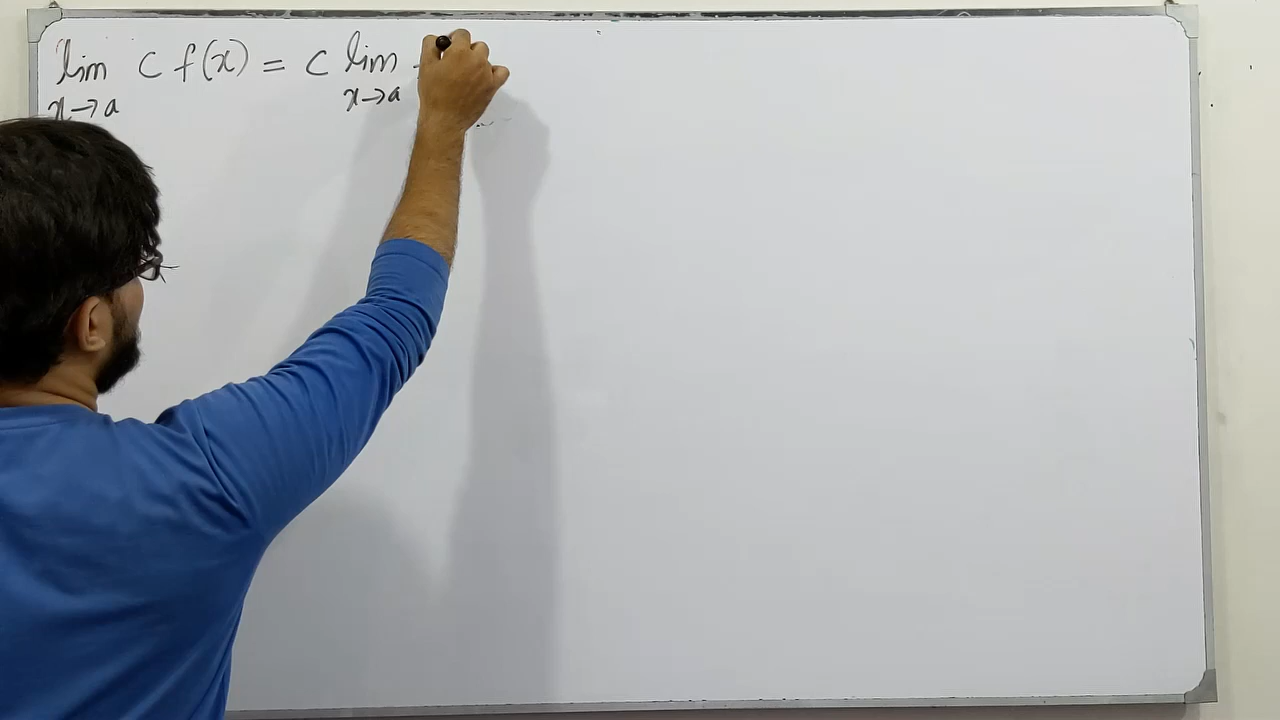 lim c f(x) = c lim
x→a x→a